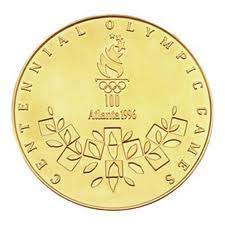 CENTENNIAL OLYMPIC GAMES
100
Atlanta 1996